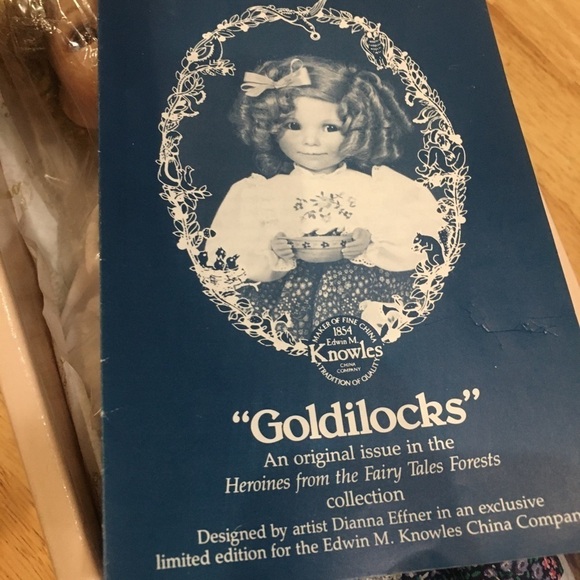 MAKER OF FINE CHINA
1854
Edwin M.
Knowles
CHINA
COMPANY
A TRADITION OF QUALITY
“Goldilocks”
An original issue in the
Heroines from the Fairy Tales Forests
collection
Designed by artist Dianna Effner in an exclusive
limited edition for the Edwin M. Knowles China Compan